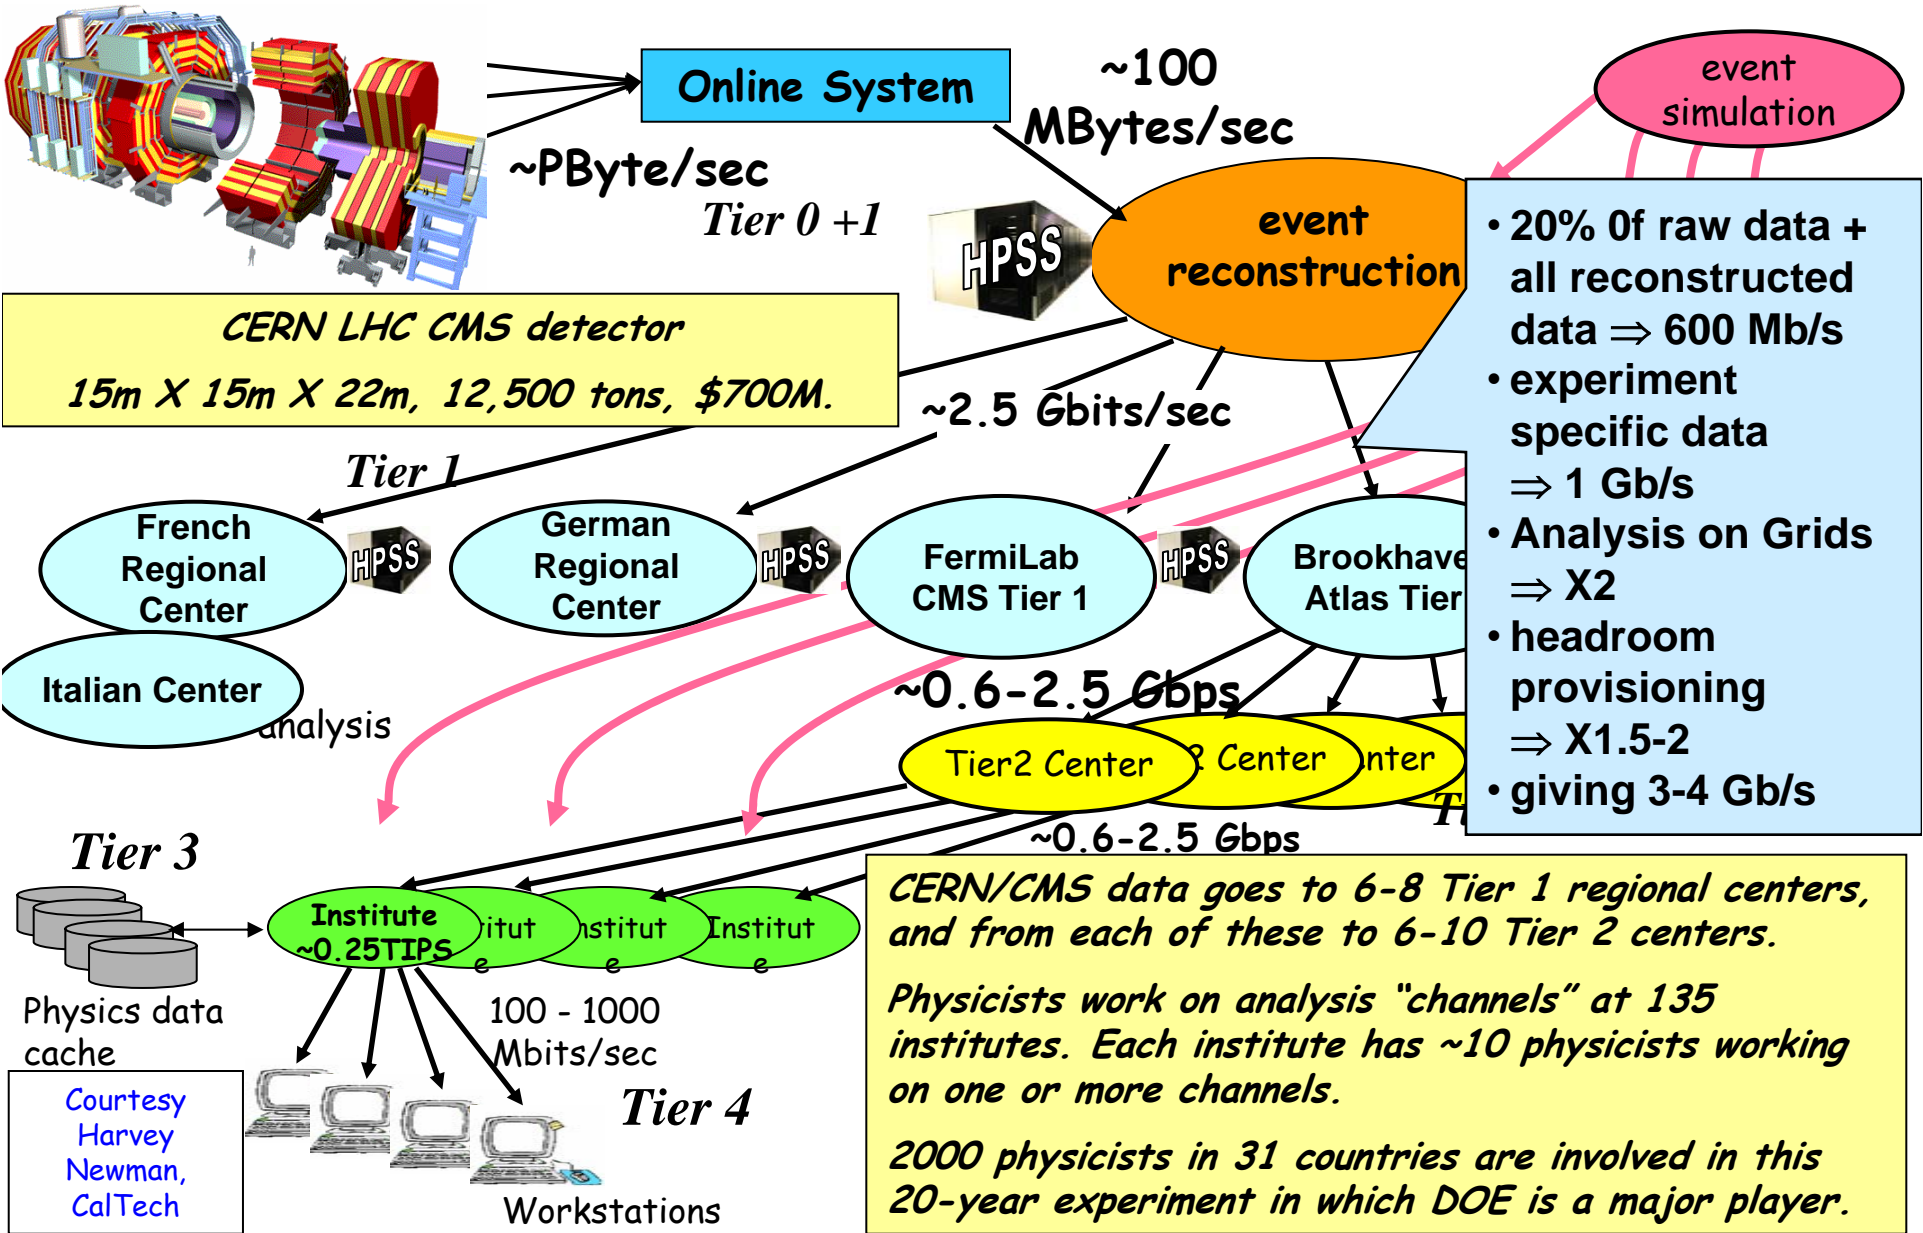 Online System
~100
MBytes/sec
event
simulation
~PByte/sec
Tier 0 +1
HPSS
event
reconstruction
CERN LHC CMS detector
15m X 15m X 22m, 12,500 tons, $700M.
~2.5 Gbits/sec
Tier 1
French
Regional
Center
HPSS
German
Regional
Center
HPSS
FermiLab
CMS Tier 1
HPSS
Brookhave
Atlas Tier
Italian Center
analysis
~0.6-2.5 Gbps
Tier2 Center
2 Center
nter
• 20% 0f raw data +
all reconstructed
data ⇒ 600 Mb/s
• experiment
specific data
⇒ 1 Gb/s
• Analysis on Grids
⇒ X2
• headroom
provisioning
⇒ X1.5-2
• giving 3-4 Gb/s
~0.6-2.5 Gbps
Tier 3
Institute
~0.25TIPS
titut
e
nstitut
e
Institut
e
Physics data
cache
100 - 1000
Mbits/sec
Tier 4
Workstations
Courtesy
Harvey
Newman,
CalTech
CERN/CMS data goes to 6-8 Tier 1 regional centers,
and from each of these to 6-10 Tier 2 centers.
Physicists work on analysis “channels” at 135
institutes. Each institute has ~10 physicists working
on one or more channels.
2000 physicists in 31 countries are involved in this
20-year experiment in which DOE is a major player.